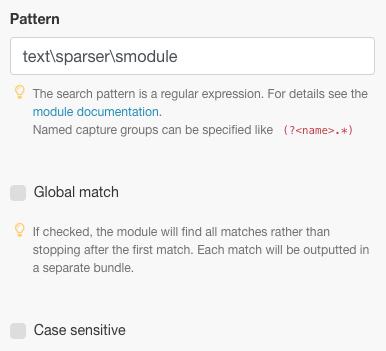 Pattern
text\sparser\smodule
The search pattern is a regular expression. For details see the
module documentation.
Named capture groups can be specified like (?<name>.*)
Global match
If checked, the module will find all matches rather than
stopping after the first match. Each match will be outputted in
a separate bundle.
Case sensitive